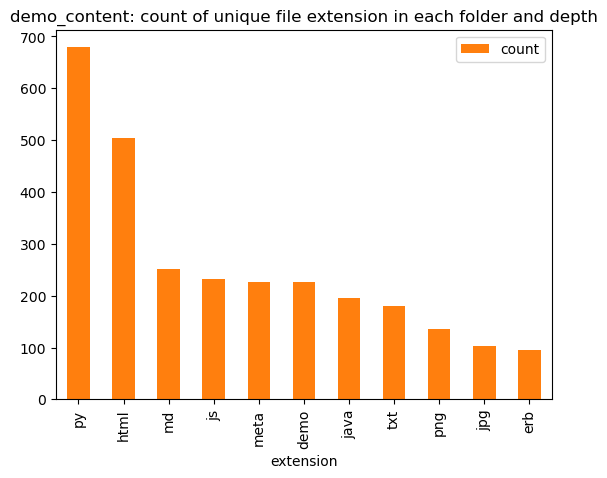 demo_content: count of unique file extension in each folder and depth
count
700
600
500
400
300
200
100
0
py
html
md
js
meta
demo
java
txt
png
jpg
erb
extension